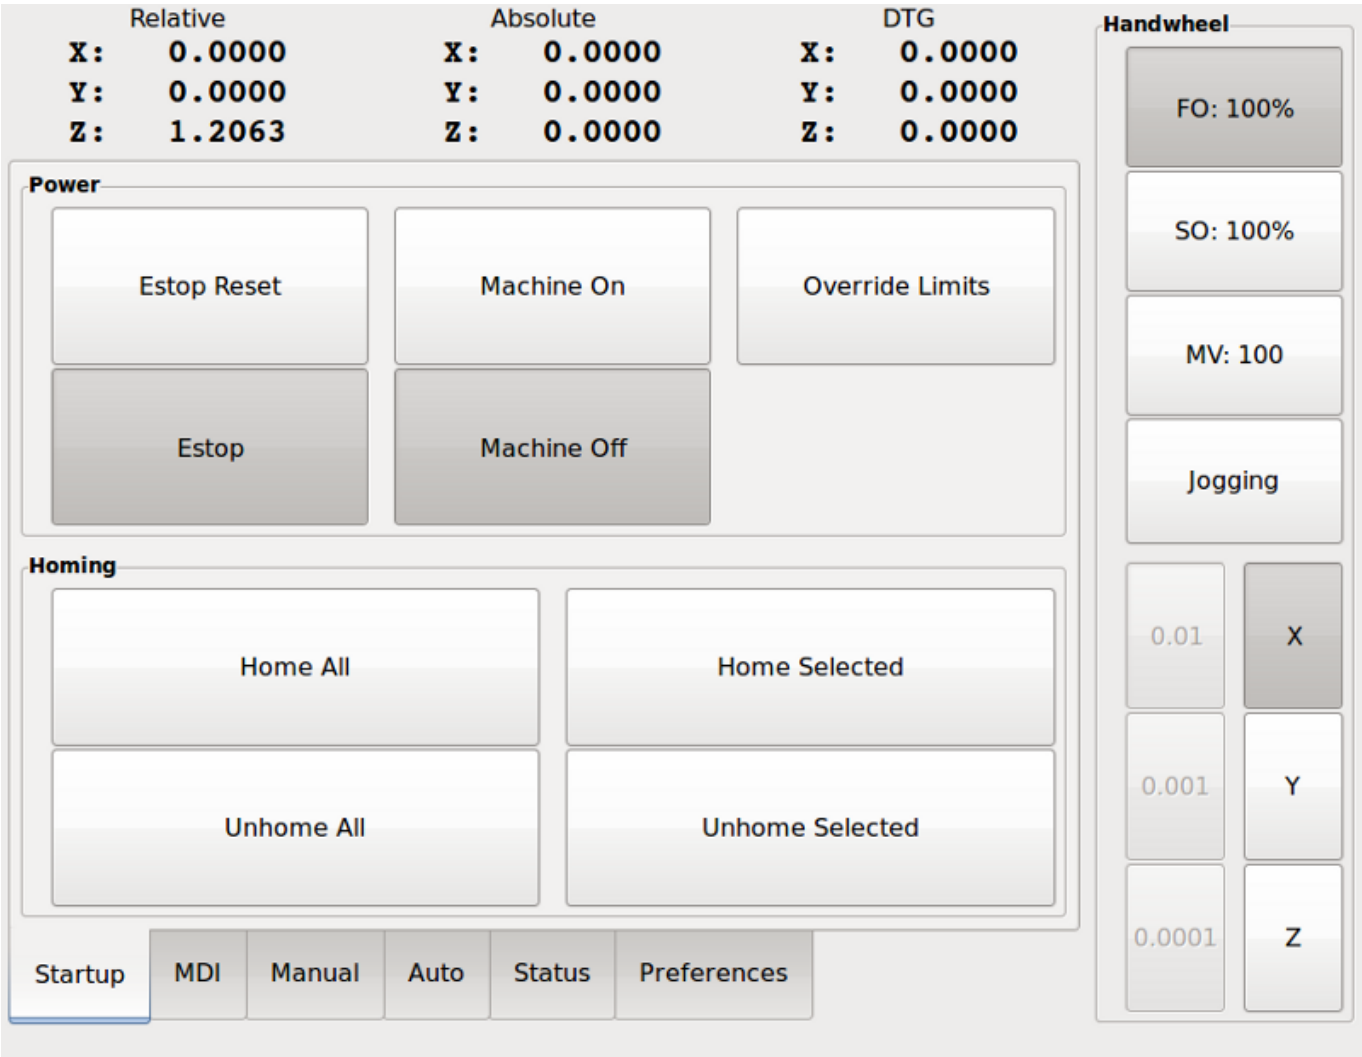 Relative Absolute DTG
X: 0.0000 X: 0.0000 X: 0.0000
Y: 0.0000 Y: 0.0000 Y: 0.0000
Z: 1.2063 Z: 0.0000 Z: 0.0000
Power
Estop Reset Machine On Override Limits
Estop Machine Off
Homing
Home All Home Selected
Unhome All Unhome Selected
Startup MDI Manual Auto Status Preferences
Handwheel
FO: 100%
SO: 100%
MV: 100
Jogging
0.01 X
0.001 Y
0.0001 Z